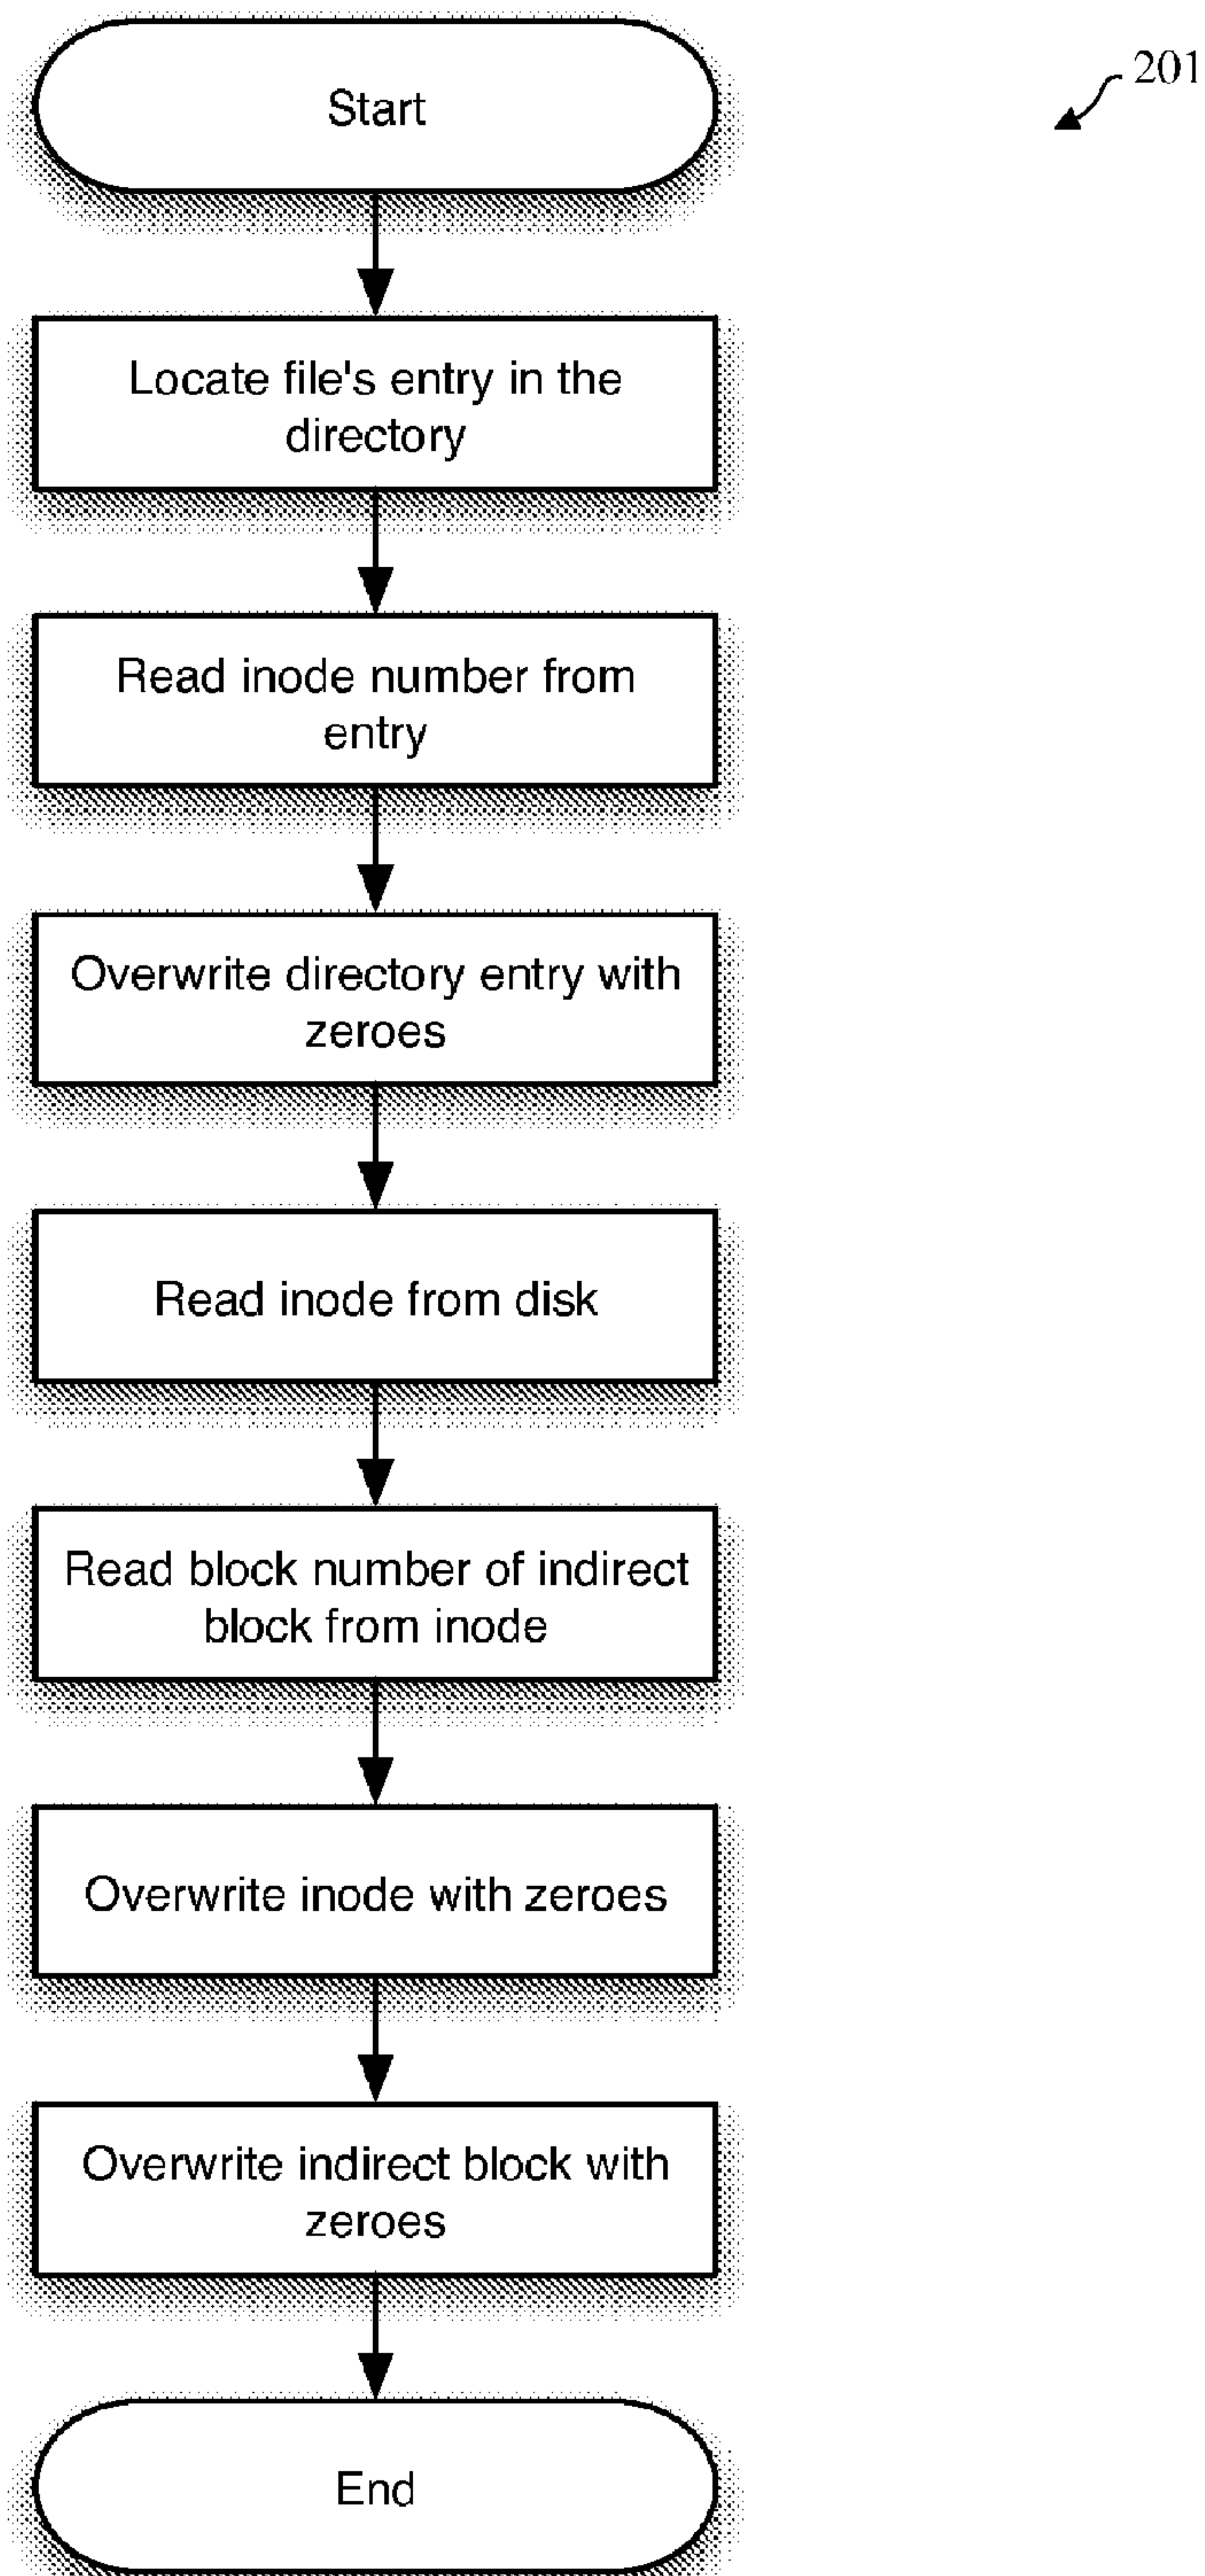 Start
201
Locate file's entry in the
directory
Read inode number from
entry
Overwrite directory entry with
zeroes
Read inode from disk
Read block number of indirect
block from inode
Overwrite inode with zeroes
Overwrite indirect block with
zeroes
End